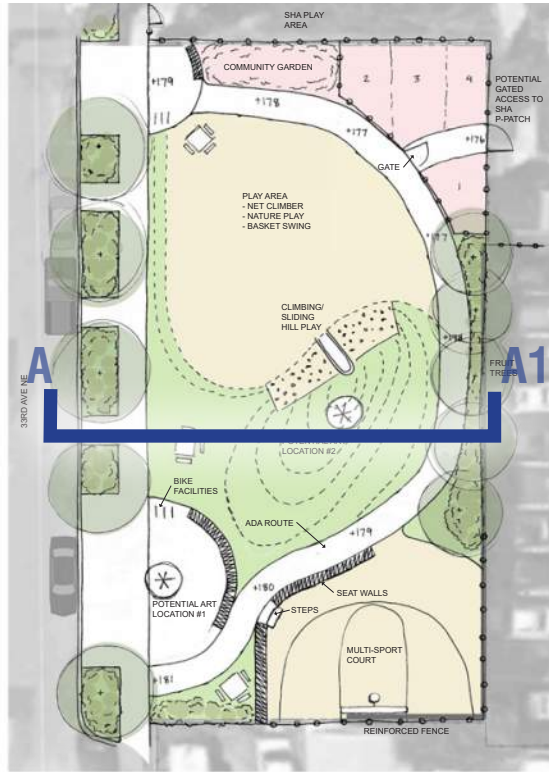 SHA PLAY
AREA
COMMUNITY GARDEN
2
3
4
+179
+178
+177
POTENTIAL
GATED
ACCESS TO
SHA
P-PATCH
+176
GATE
1
PLAY AREA
- NET CLIMBER
- NATURE PLAY
- BASKET SWING
+177
CLIMBING/
SLIDING
HILL PLAY
+178
FRUIT
TREES
A
A1
33RD AVE NE
POTENTIAL ART
LOCATION #2
BIKE
FACILITIES
ADA ROUTE
+179
+180
SEAT WALLS
POTENTIAL ART
LOCATION #1
STEPS
MULTI-SPORT
COURT
+181
REINFORCED FENCE